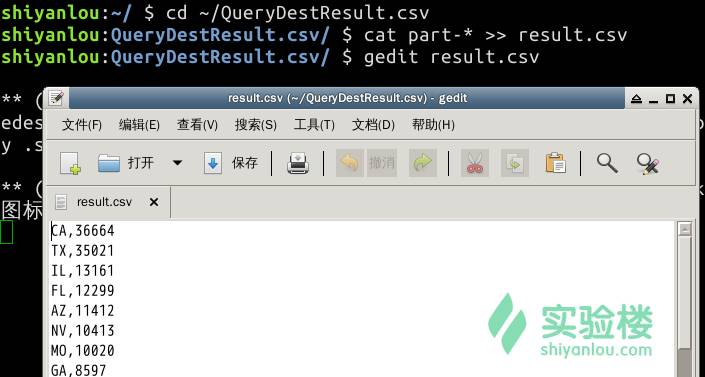 shiyanlou:~/ $ cd ~/QueryDestResult.csv
shiyanlou:QueryDestResult.csv/ $ cat part-* >> result.csv
shiyanlou:QueryDestResult.csv/ $ gedit result.csv
** (
result.csv (~/QueryDestResult.csv) - gedit
edes
文件(F) 编辑(E) 查看(V) 搜索(S) 工具(T) 文档(D) 帮助(H)
y .s
打开 保存 撤消
** (
图标
result.csv ×
CA,36664
TX,35021
IL,13161
FL,12299
AZ,11412
NV,10413
MO,10020
GA,8597
实验楼
shiyanlou.com